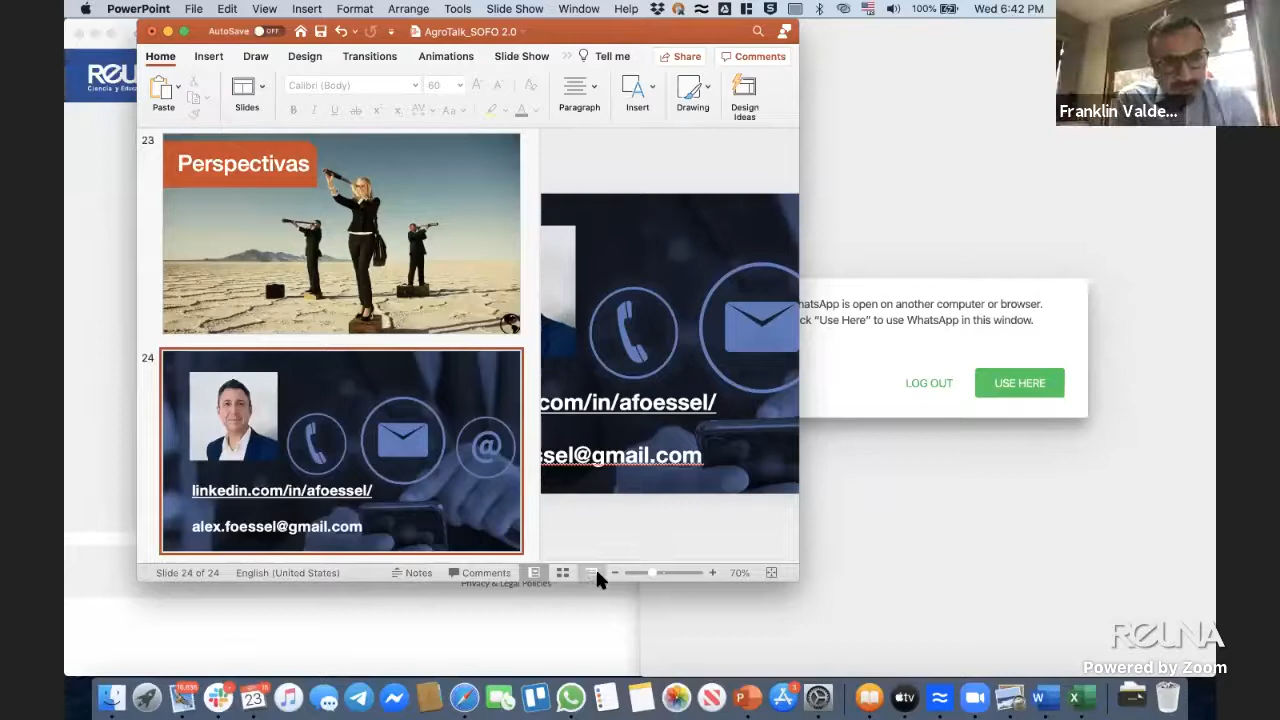 PowerPoint File Edit View Insert Format Arrange Tools Slide Show Window Help 100% Wed 6:42 PM
AutoSave OFF AgroTalk_SOFO 2.0
Home Insert Draw Design Transitions Animations Slide Show Tell me Share Comments
Calibri (Body) 60
Paste Slides Paragraph Insert Drawing Design Ideas
Franklin Valde...
REU
Ciencia y Educa
23
Perspectivas
24
linkedin.com/in/afoessel/
alex.foessel@gmail.com
com/in/afoessel/
ssel@gmail.com
hatsApp is open on another computer or browser.
ck “Use Here” to use WhatsApp in this window.
LOG OUT USE HERE
Slide 24 of 24 English (United States) Notes Comments 70%
Privacy & Legal Policies
REUNA
Powered by Zoom